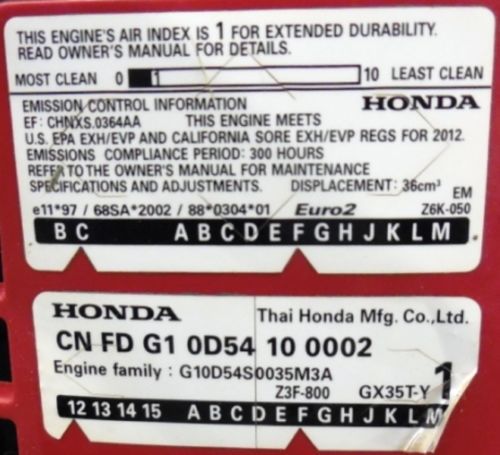 THIS ENGINE'S AIR INDEX IS 1 FOR EXTENDED DURABILITY.
READ OWNER'S MANUAL FOR DETAILS.
MOST CLEAN 0 1 10 LEAST CLEAN
EMISSION CONTROL INFORMATION HONDA
EF: CHNXS.0364AA THIS ENGINE MEETS
U.S. EPA EXH/EVP AND CALIFORNIA SORE EXH/EVP REGS FOR 2012.
EMISSIONS COMPLIANCE PERIOD: 300 HOURS
REFER TO THE OWNER'S MANUAL FOR MAINTENANCE
SPECIFICATIONS AND ADJUSTMENTS. DISPLACEMENT: 36cm³
EM
e11*97 / 68SA*2002 / 88*0304*01 Euro2 Z6K-050
B C A B C D E F G H J K L M
HONDA Thai Honda Mfg. Co.,Ltd.
CN FD G1 0D54 10 0002
Engine family : G10D54S0035M3A 1
Z3F-800 GX35T-Y
12 13 14 15 A B C D E F G H J K L M